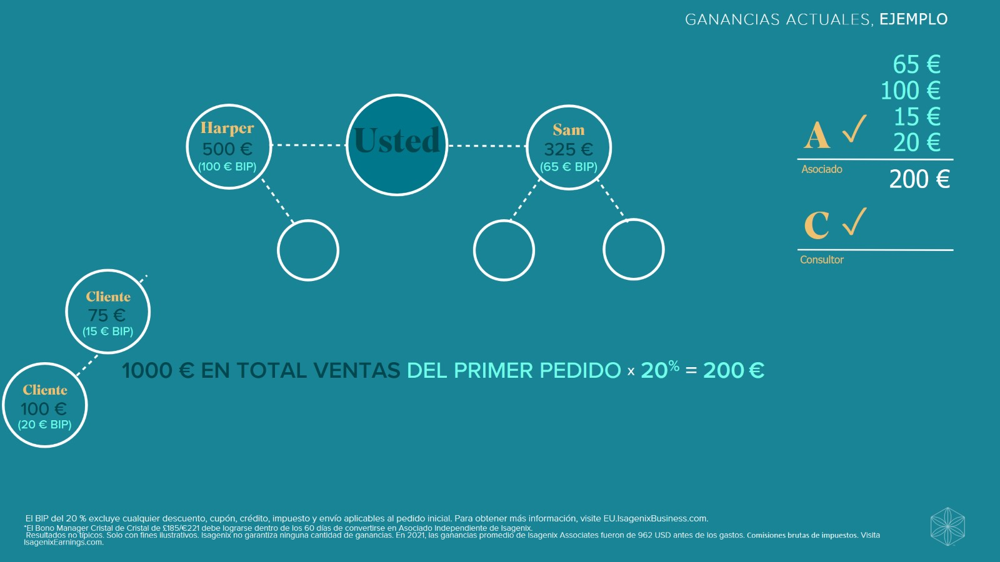 GANANCIAS ACTUALES, EJEMPLO
65 €
100 €
15 €
20 €
A ✓
Asociado
200 €
C ✓
Consultor
Harper
500 €
(100 € BIP)
Usted
Sam
325 €
(65 € BIP)
Cliente
75 €
(15 € BIP)
Cliente
100 €
(20 € BIP)
1000 € EN TOTAL VENTAS DEL PRIMER PEDIDO x 20% = 200 €
El BIP del 20 % excluye cualquier descuento, cupón, crédito, impuesto y envío aplicables al pedido inicial. Para obtener más información, visite EU.IsagenixBusiness.com.
*El Bono Manager Cristal de Cristal de £185/€221 debe lograrse dentro de los 60 días de convertirse en Asociado Independiente de Isagenix.
Resultados no típicos. Solo con fines ilustrativos. Isagenix no garantiza ninguna cantidad de ganancias. En 2021, las ganancias promedio de Isagenix Associates fueron de 962 USD antes de los gastos. Comisiones brutas de impuestos. Visita
IsagenixEarnings.com.